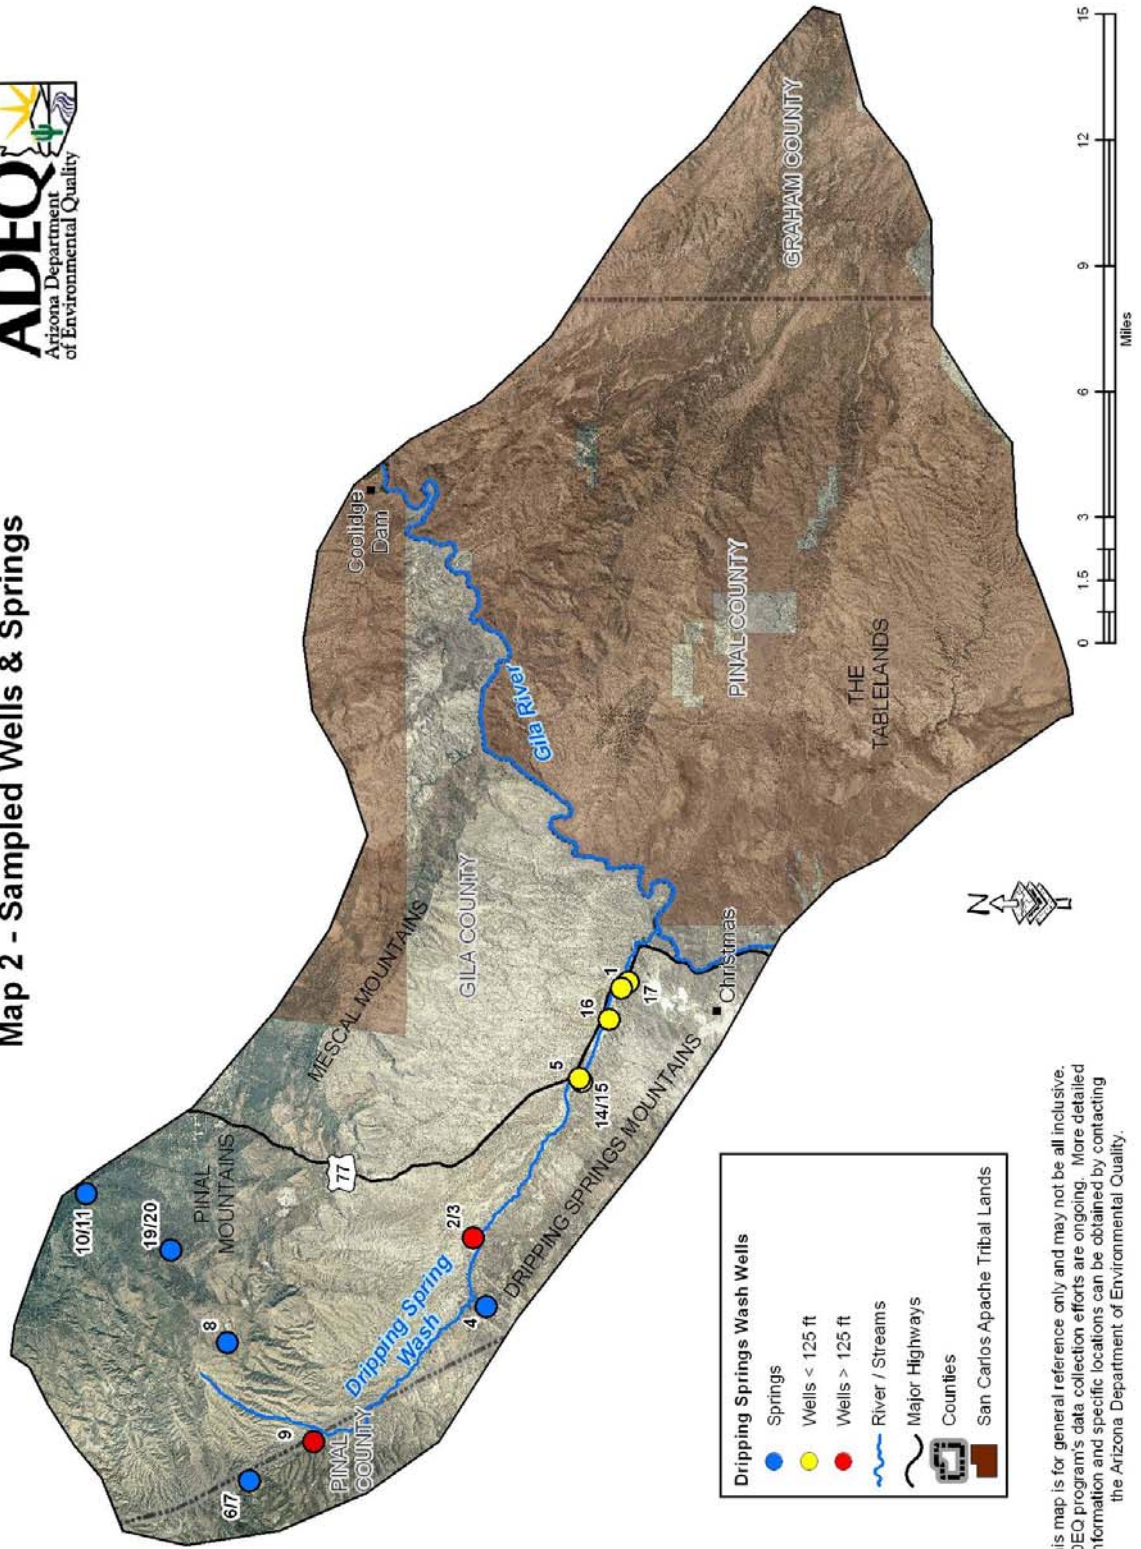 Map 2 - Sampled Wells & Springs
ADEQ
Arizona Department
of Environmental Quality
10/11
19/20
PINAL
MOUNTAINS
8
6/7
9
PINAL
COUNTY
77
Dripping Spring
Wash
2/3
4
DRIPPING SPRINGS MOUNTAINS
MESCAL MOUNTAINS
GILA COUNTY
5
14/15
16
1
17
Christmas
Coolidge
Dam
Gila River
PINAL COUNTY
THE
TABLELANDS
GRAHAM COUNTY
N
Dripping Springs Wash Wells
Springs
Wells < 125 ft
Wells > 125 ft
River / Streams
Major Highways
Counties
San Carlos Apache Tribal Lands
0 1.5 3 6 9 12 15
Miles
is map is for general reference only and may not be all inclusive.
DEQ program's data collection efforts are ongoing. More detailed
nformation and specific locations can be obtained by contacting
the Arizona Department of Environmental Quality.